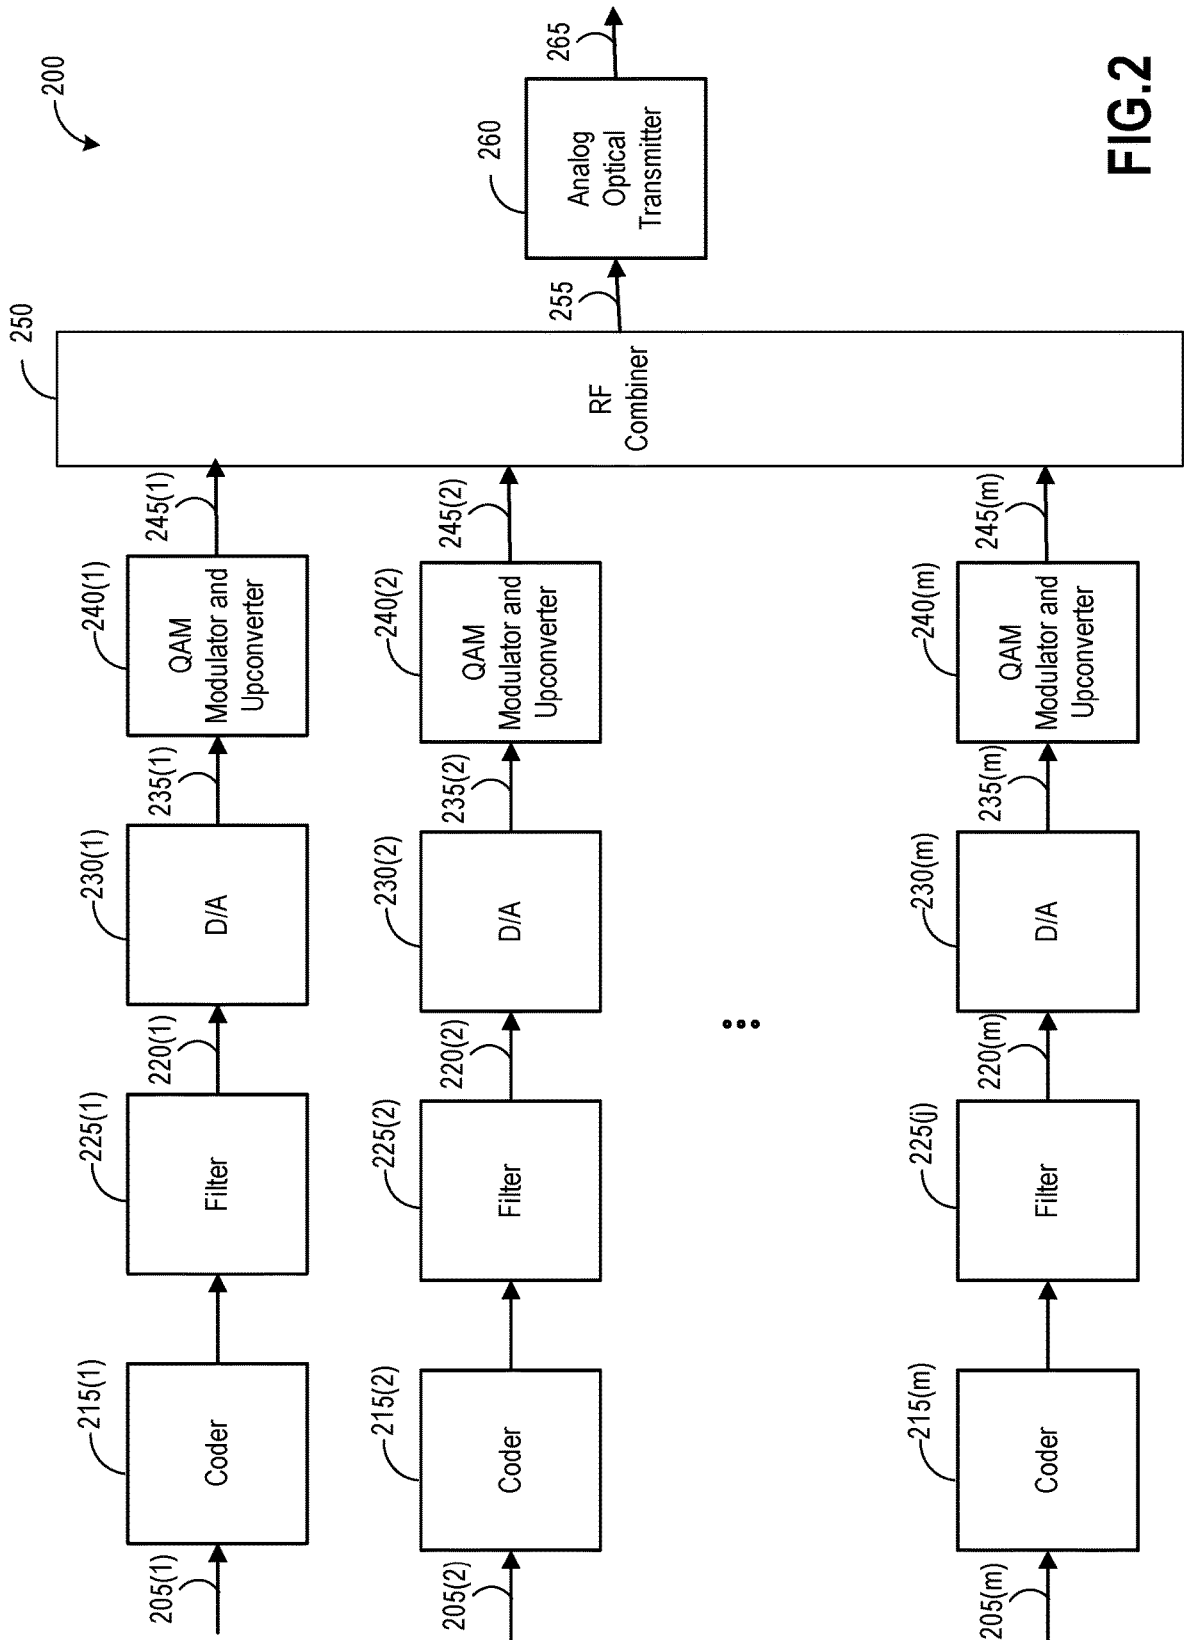 200
205(1)
215(1)
Coder
225(1)
Filter
220(1)
230(1)
D/A
235(1)
240(1)
QAM
Modulator and
Upconverter
245(1)
205(2)
215(2)
Coder
225(2)
Filter
220(2)
230(2)
D/A
235(2)
240(2)
QAM
Modulator and
Upconverter
245(2)
205(m)
215(m)
Coder
225(j)
Filter
220(m)
230(m)
D/A
235(m)
240(m)
QAM
Modulator and
Upconverter
245(m)
250
RF
Combiner
255
260
Analog
Optical
Transmitter
265
FIG.2